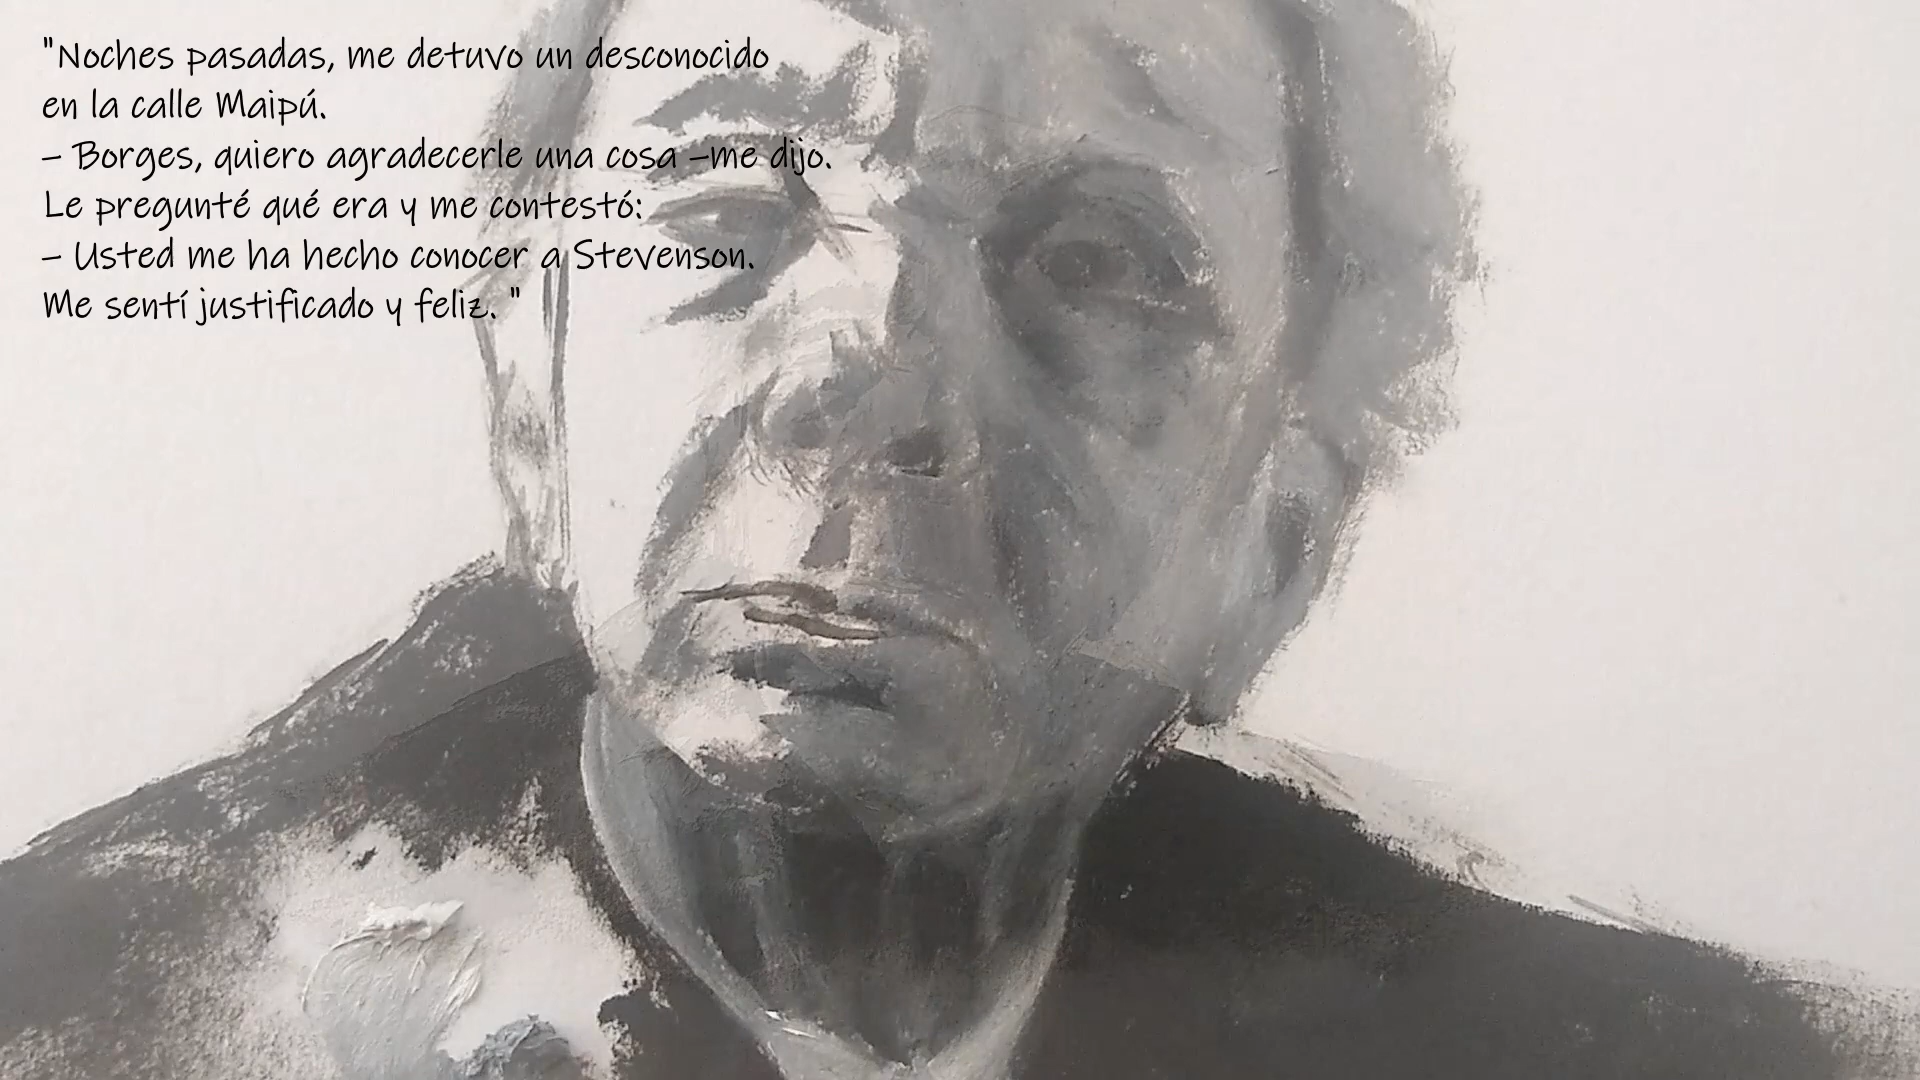 "Noches pasadas, me detuvo un desconocido
en la calle Maipú.
– Borges, quiero agradecerle una cosa –me dijo.
Le pregunté qué era y me contestó:
– Usted me ha hecho conocer a Stevenson.
Me sentí justificado y feliz. "